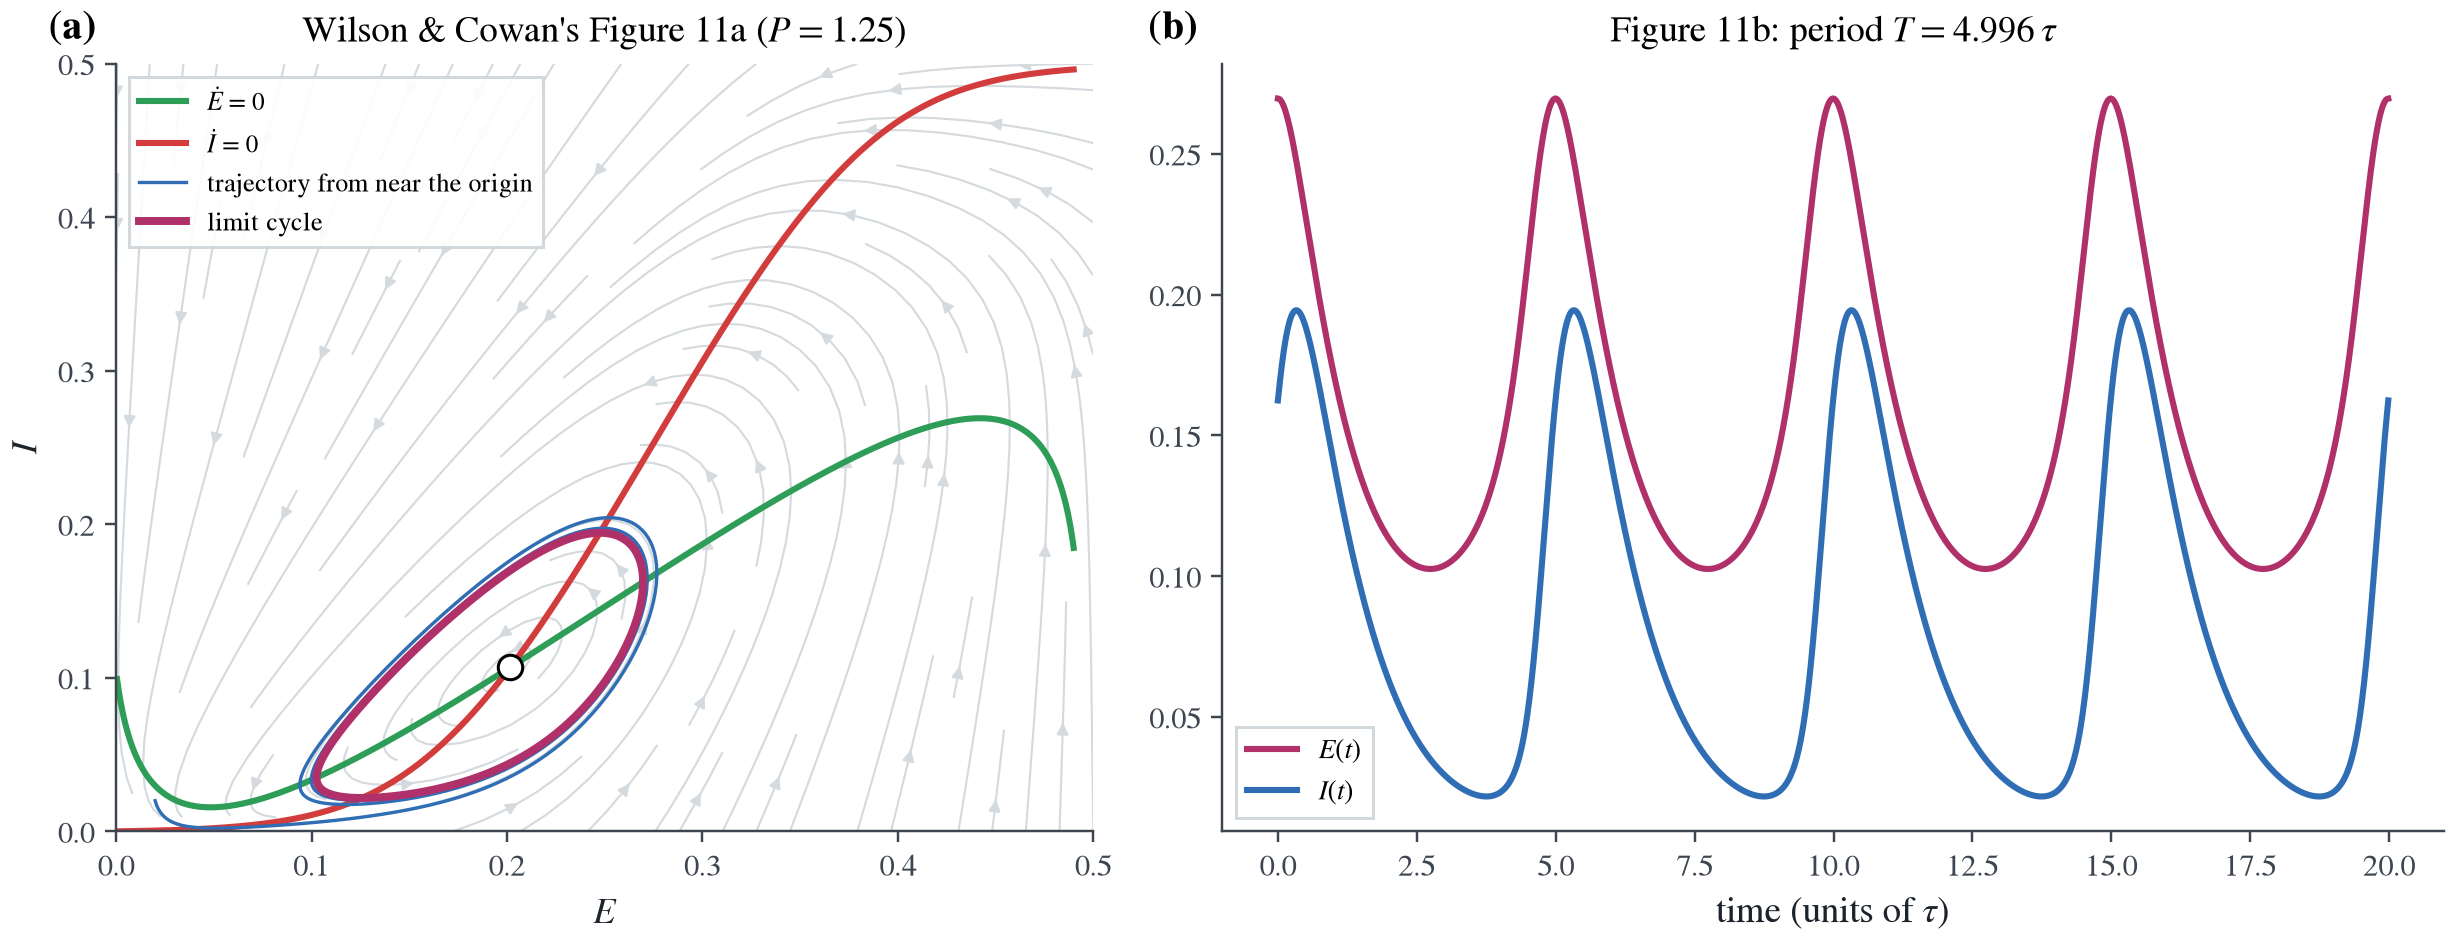 (a)
Wilson & Cowan's Figure 11a (P = 1.25)
0.5
0.4
0.3
0.2
0.1
0.0
I
Ė = 0
İ = 0
trajectory from near the origin
limit cycle
0.0 0.1 0.2 0.3 0.4 0.5
E
(b)
Figure 11b: period T = 4.996 τ
0.25
0.20
0.15
0.10
0.05
E(t)
I(t)
0.0 2.5 5.0 7.5 10.0 12.5 15.0 17.5 20.0
time (units of τ)